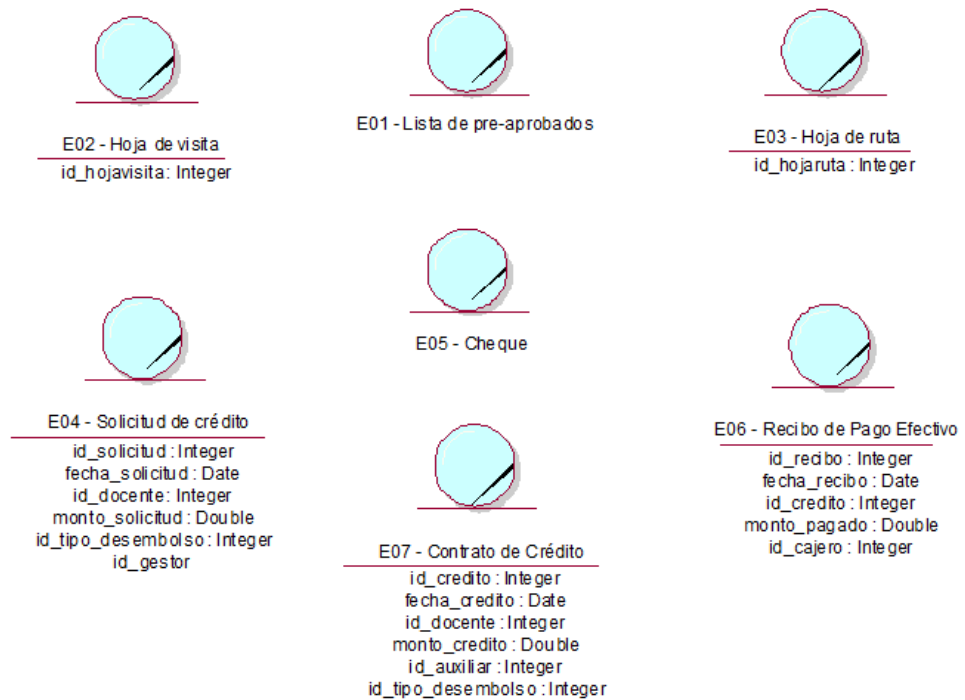 E02 - Hoja de visita
id_hojavisita : Integer
E01 - Lista de pre-aprobados
E03 - Hoja de ruta
id_hojaruta : Integer
E05 - Cheque
E04 - Solicitud de crédito
id_solicitud : Integer
fecha_solicitud : Date
id_docente : Integer
monto_solicitud : Double
id_tipo_desembolso : Integer
id_gestor
E07 - Contrato de Crédito
id_credito : Integer
fecha_credito : Date
id_docente : Integer
monto_credito : Double
id_auxiliar : Integer
id_tipo_desembolso : Integer
E06 - Recibo de Pago Efectivo
id_recibo : Integer
fecha_recibo : Date
id_credito : Integer
monto_pagado : Double
id_cajero : Integer